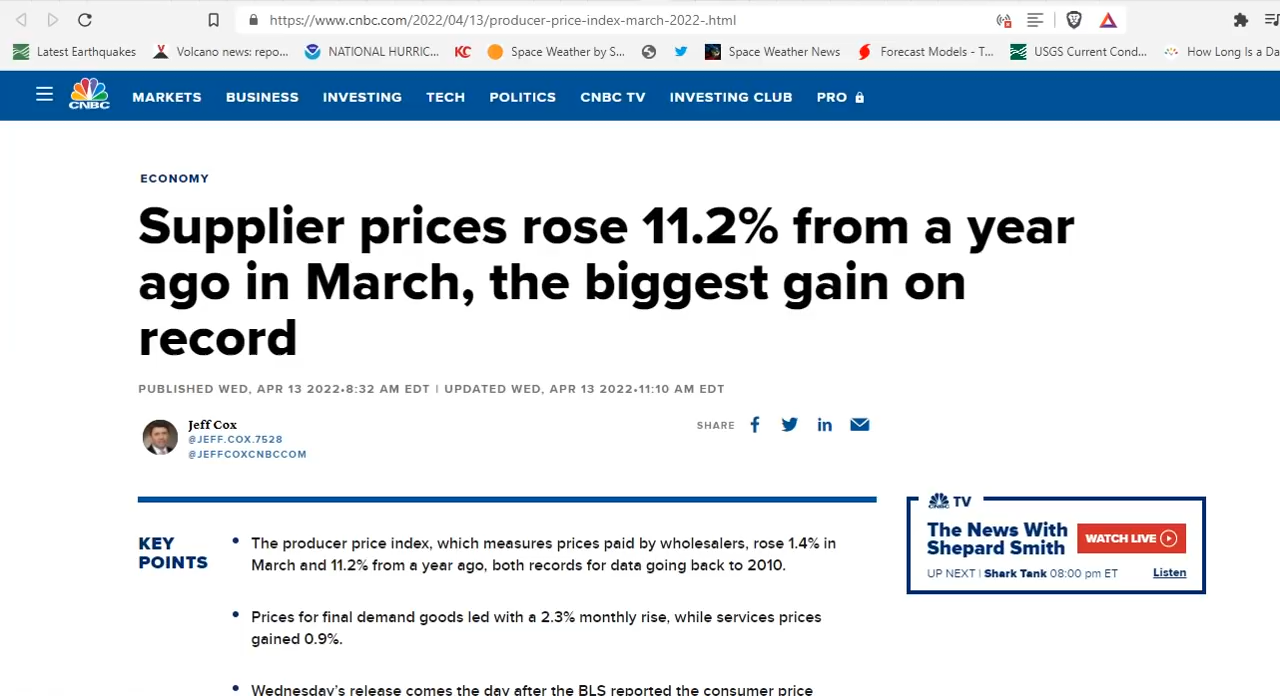 https://www.cnbc.com/2022/04/13/producer-price-index-march-2022-.html
Latest Earthquakes Volcano news: repo... NATIONAL HURRIC... KC Space Weather by S... Space Weather News Forecast Models - T... USGS Current Cond... How Long Is a Da
CNBC MARKETS BUSINESS INVESTING TECH POLITICS CNBC TV INVESTING CLUB PRO
ECONOMY
Supplier prices rose 11.2% from a year
ago in March, the biggest gain on
record
PUBLISHED WED, APR 13 2022•8:32 AM EDT | UPDATED WED, APR 13 2022•11:10 AM EDT
Jeff Cox
@JEFF.COX.7528
@JEFFCOXCNBCCOM
SHARE
KEY
POINTS
• The producer price index, which measures prices paid by wholesalers, rose 1.4% in
March and 11.2% from a year ago, both records for data going back to 2010.
• Prices for final demand goods led with a 2.3% monthly rise, while services prices
gained 0.9%.
• Wednesday's release comes the day after the BLS reported the consumer price
CNBC TV
The News With
Shepard Smith
WATCH LIVE
UP NEXT | Shark Tank 08:00 pm ET
Listen